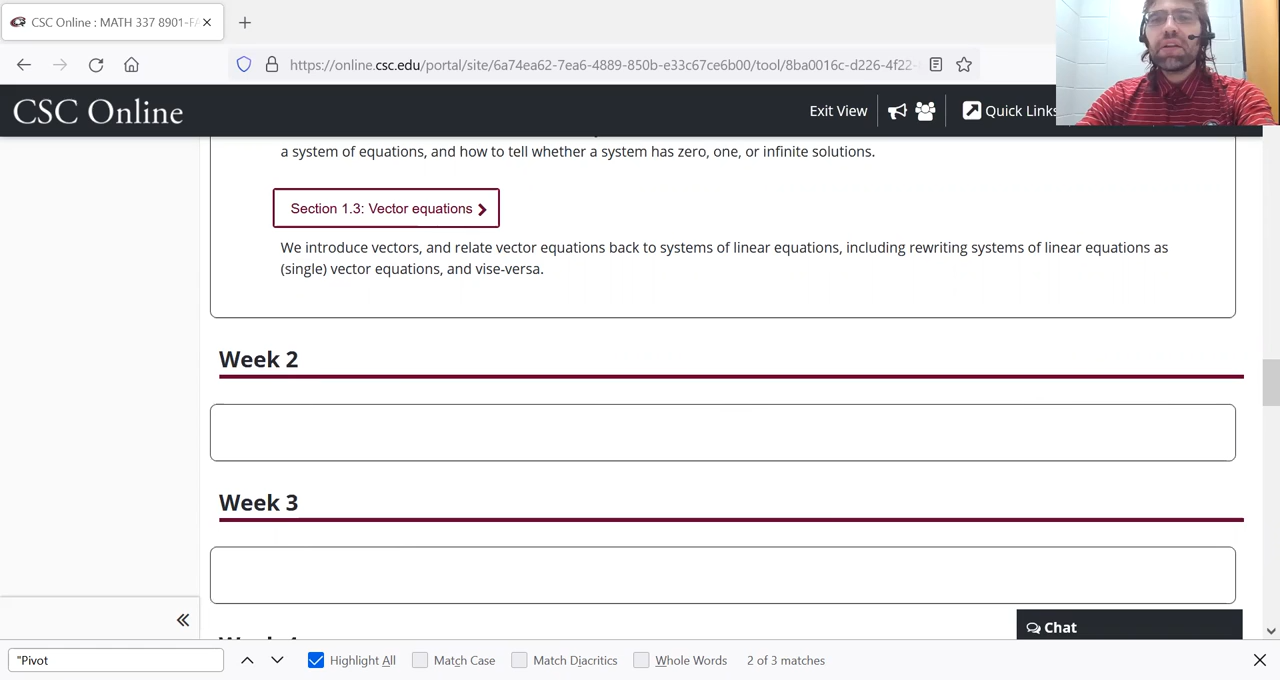 CSC Online : MATH 337 8901-FA
https://online.csc.edu/portal/site/6a74ea62-7ea6-4889-850b-e33c67ce6b00/tool/8ba0016c-d226-4f22-
CSC Online
Exit View
Quick Links
a system of equations, and how to tell whether a system has zero, one, or infinite solutions.
Section 1.3: Vector equations
We introduce vectors, and relate vector equations back to systems of linear equations, including rewriting systems of linear equations as
(single) vector equations, and vise-versa.
Week 2
Week 3
Chat
"Pivot
Highlight All
Match Case
Match Diacritics
Whole Words
2 of 3 matches